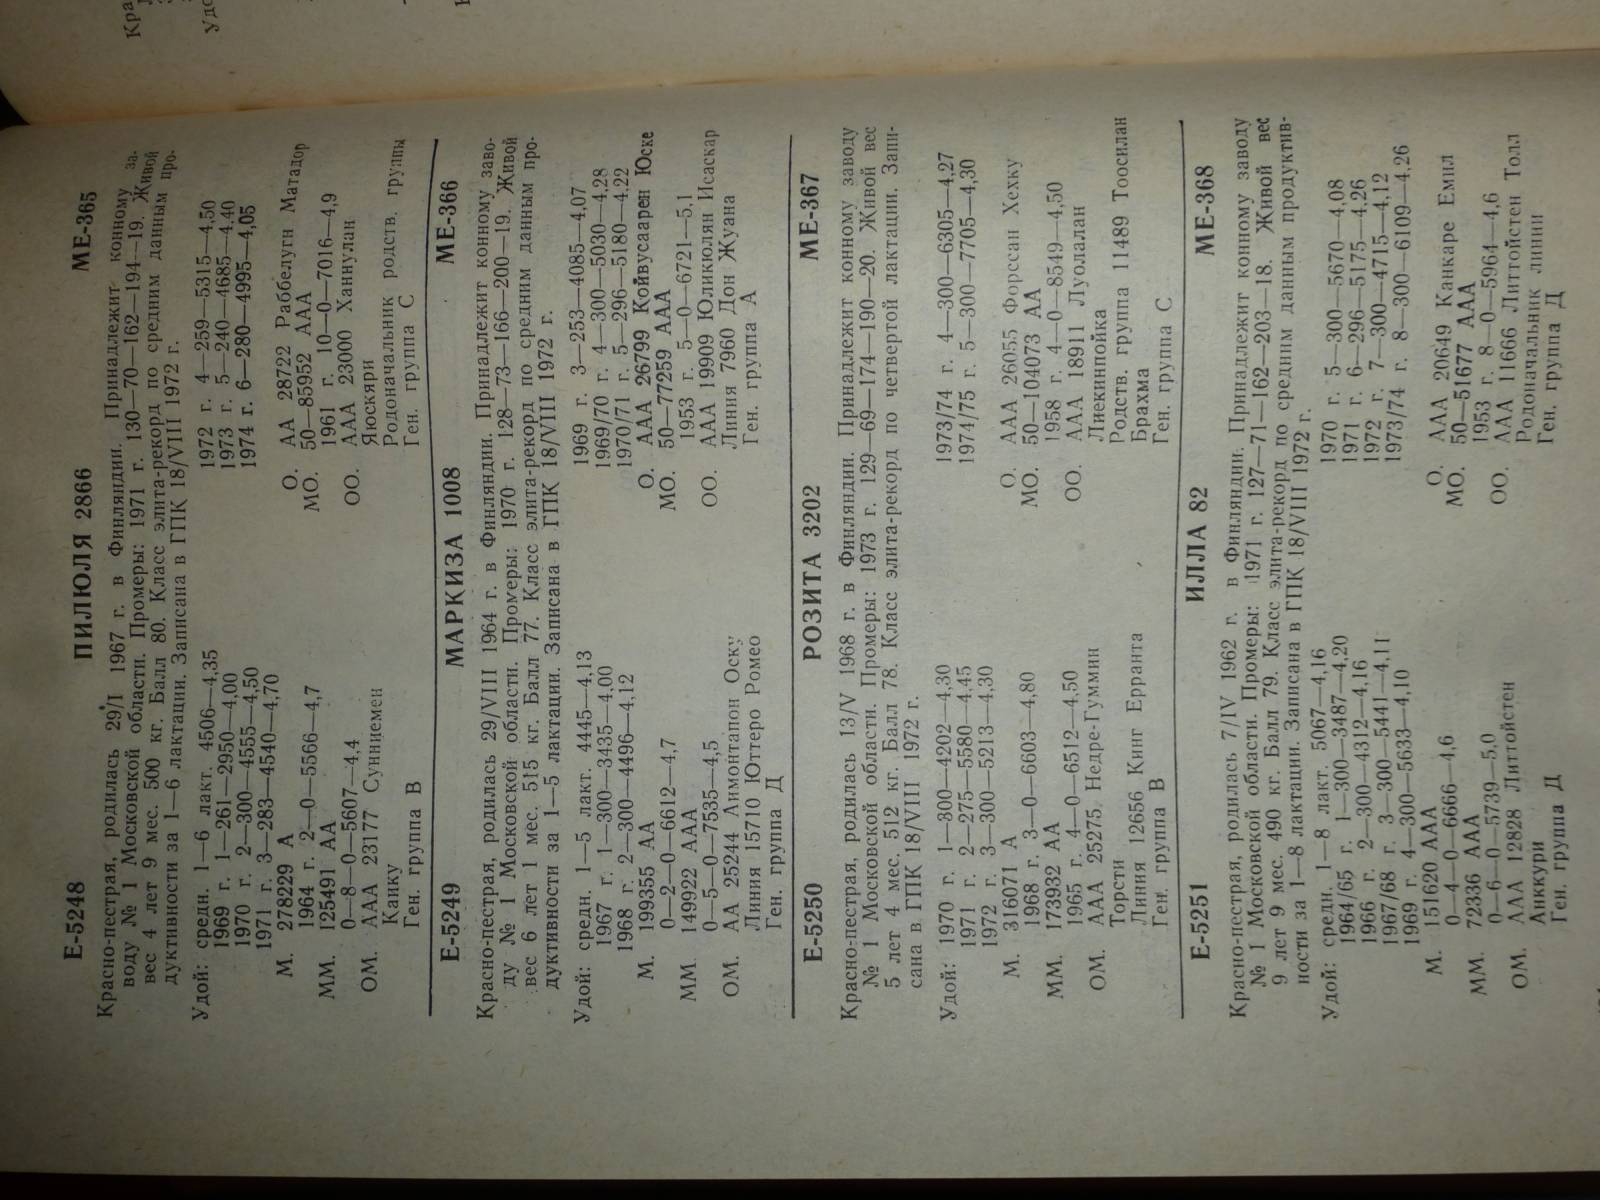 Е-5248 ПИЛЮЛЯ 2866 МЕ-365
Красно-пестрая, родилась 29/I 1967 г. в Финляндии. Принадлежит конному за-
воду № 1 Московской области. Промеры: 1971 г. 130—70—162—194—19. Живой
вес 4 лет 9 мес. 500 кг. Балл 80. Класс элита-рекорд по средним данным про-
дуктивности за 1—6 лактации. Записана в ГПК 18/VIII 1972 г.
Удой: средн. 1—6 лакт. 4506—4,35 1972 г. 4—259—5315—4,50
1969 г. 1—261—2950—4,00 1973 г. 5—240—4685—4,40
1970 г. 2—300—4555—4,50 1974 г. 6—280—4995—4,05
1971 г. 3—283—4540—4,70
М. 278229 А О. АА 28722 Раббелугн Матадор
1964 г. 2—0—5566—4,7 МО. 50—85952 ААА
ММ. 125491 АА 1961 г. 10—0—7016—4,9
0—8—0—5607—4,4 ОО. ААА 23000 Ханнулан
ОМ. ААА 23177 Сунниемен Яюскяри
Канку Родоначальник родств. группы
Ген. группа В Ген. группа С
Е-5249 МАРКИЗА 1008 МЕ-366
Красно-пестрая, родилась 29/VIII 1964 г. в Финляндии. Принадлежит конному заво-
ду № 1 Московской области. Промеры: 1970 г. 128—73—166—200—19. Живой
вес 6 лет 1 мес. 515 кг. Балл 77. Класс элита-рекорд по средним данным про-
дуктивности за 1—5 лактации. Записана в ГПК 18/VIII 1972 г.
Удой: средн. 1—5 лакт. 4445—4,13 1969 г. 3—253—4085—4,07
1967 г. 1—300—3435—4,00 1969/70 г. 4—300—5030—4,28
1968 г. 2—300—4496—4,12 1970/71 г. 5—296—5180—4,22
М. 199355 АА О. ААА 26799 Койвусаарен Юске
0—2—0—6612—4,7 МО. 50—77259 ААА
ММ. 149922 ААА 1953 г. 5—0—6721—5,1
0—5—0—7535—4,5 ОО. ААА 19909 Юликюлян Исаскар
ОМ. АА 25244 Алмонтапон Оску Линия 7960 Дон Жуана
Линия 15710 Юттеро Ромео Ген. группа А
Ген. группа Д
Е-5250 РОЗИТА 3202 МЕ-367
Красно-пестрая, родилась 13/V 1968 г. в Финляндии. Принадлежит конному заводу
№ 1 Московской области. Промеры: 1973 г. 129—69—174—190—20. Живой вес
5 лет 4 мес. 512 кг. Балл 78. Класс элита-рекорд по четвертой лактации. Запи-
сана в ГПК 18/VIII 1972 г.
Удой: 1970 г. 1—300—4202—4,30 1973/74 г. 4—300—6305—4,27
1971 г. 2—275—5580—4,45 1974/75 г. 5—300—7705—4,30
1972 г. 3—300—5213—4,30
М. 316071 А О. ААА 26055 Форссан Хехку
1968 г. 3—0—6603—4,80 МО. 50—104073 АА
ММ. 173932 АА 1958 г. 4—0—8549—4,50
1965 г. 4—0—6512—4,50 ОО. ААА 18911 Луолалан
ОМ. ААА 25275 Недре-Гуммин Лиекиннойка
Торсти Родств. группа 11489 Тоосилан
Линия 12656 Кинг Ерранта Брахма
Ген. группа В Ген. группа С
Е-5251 ИЛЛА 82 МЕ-368
Красно-пестрая, родилась 7/IV 1962 г. в Финляндии. Принадлежит конному заводу
№ 1 Московской области. Промеры: 1971 г. 127—71—162—203—18. Живой вес
9 лет 9 мес. 490 кг. Балл 79. Класс элита-рекорд по средним данным продуктив-
ности за 1—8 лактации. Записана в ГПК 18/VIII 1972 г.
Удой: средн. 1—8 лакт. 5067—4,16 1970 г. 5—300—5670—4,08
1964/65 г. 1—300—3487—4,20 1971 г. 6—296—5175—4,26
1966 г. 2—300—4312—4,16 1972 г. 7—300—4715—4,12
1967/68 г. 3—300—5441—4,11 1973/74 г. 8—300—6109—4,26
1969 г. 4—300—5633—4,10
М. 151620 ААА О. ААА 20649 Канкаре Емил
0—4—0—6666—4,6 МО. 50—51677 ААА
ММ. 72336 ААА 1953 г. 8—0—5964—4,6
0—6—0—5739—5,0 ОО. ААА 11666 Литтойстен Толл
ОМ. ААА 12828 Литтойстен Родоначальник линии
Анккури Ген. группа Д
Ген. группа Д